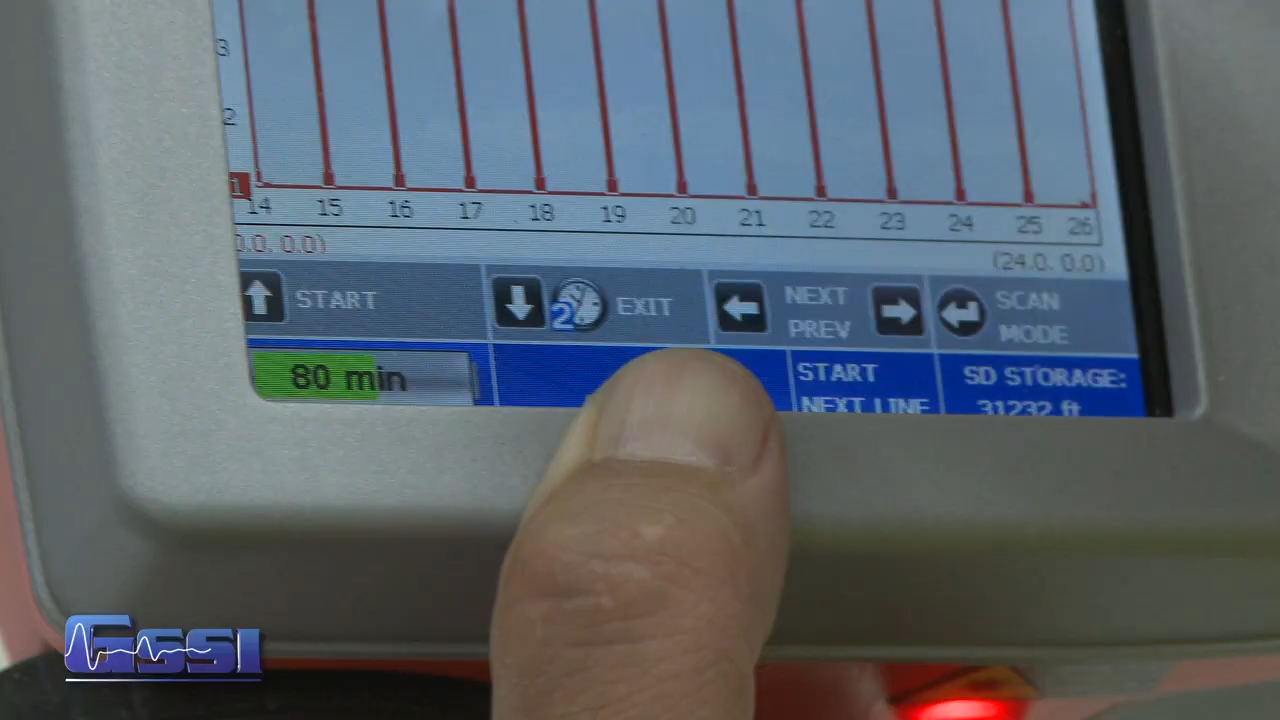 3
2
1
14 15 16 17 18 19 20 21 22 23 24 25 26
0.0, 0.0)
(24.0, 0.0)
START
2 EXIT
NEXT
PREV
SCAN
MODE
80 min
START
NEXT LINE
SD STORAGE:
31232 ft
GSSI